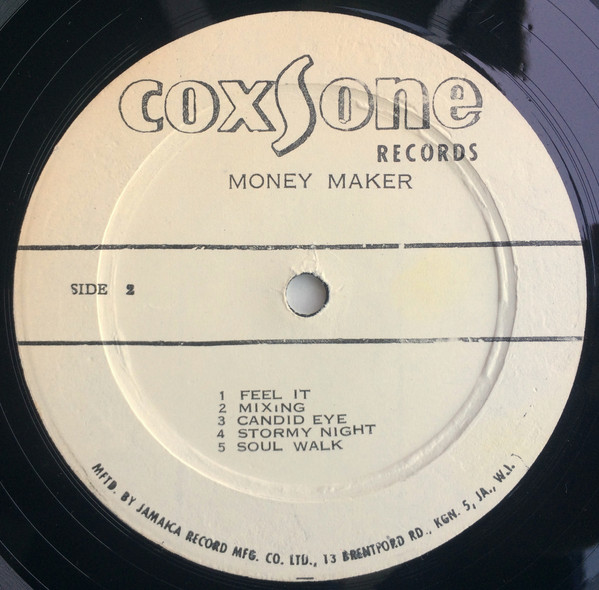 coxSone
RECORDS
MONEY MAKER
SIDE 2
1 FEEL IT
2 MIXiNG
3 CANDID EYE
4 STORMY NIGHT
5 SOUL WALK
MFTD. BY JAMAICA RECORD MFG. CO. LTD., 13 BRENTFORD RD., KGN. 5, JA., W.I.)